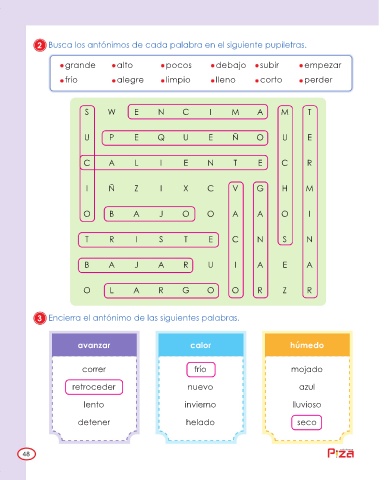 2 Busca los antónimos de cada palabra en el siguiente pupiletras.
grande alto pocos debajo subir empezar
frío alegre limpio lleno corto perder
S W E N C I M A M T
U P E Q U E Ñ O U E
C A L I E N T E C R
I Ñ Z I X C V G H M
O B A J O O A A O I
T R I S T E C N S N
B A J A R U I A E A
O L A R G O O R Z R
3 Encierra el antónimo de las siguientes palabras.
avanzar calor húmedo
correr frío mojado
retroceder nuevo azul
lento invierno lluvioso
detener helado seco
48